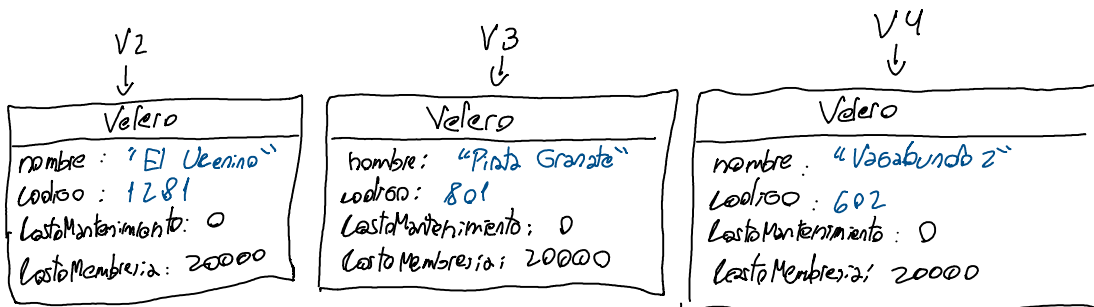 V2
Velero
nombre: "El Ucenino"
codigo: 1281
CostoMantenimiento: 0
CostoMembresia: 20000
V3
Velero
nombre: "Pirata Granate"
codigo: 801
CostoMantenimiento: 0
CostoMembresia: 20000
V4
Velero
nombre: "Vagabundo 2"
codigo: 602
CostoMantenimiento: 0
CostoMembresia: 20000